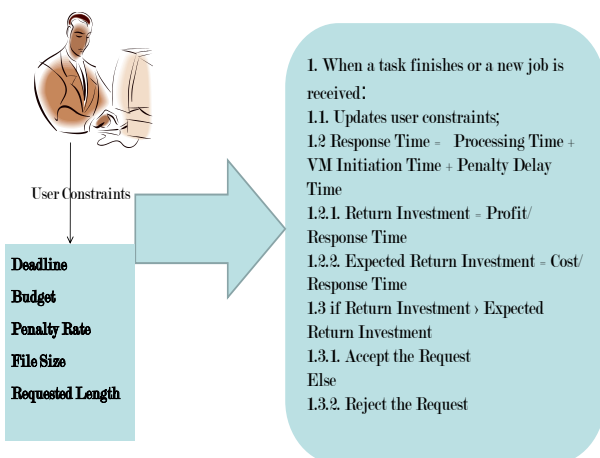 User Constraints
Deadline
Budget
Penalty Rate
File Size
Requested Length
1. When a task finishes or a new job is
received:
1.1. Updates user constraints;
1.2 Response Time = Processing Time +
VM Initiation Time + Penalty Delay
Time
1.2.1. Return Investment = Profit/
Response Time
1.2.2. Expected Return Investment = Cost/
Response Time
1.3 if Return Investment > Expected
Return Investment
1.3.1. Accept the Request
Else
1.3.2. Reject the Request